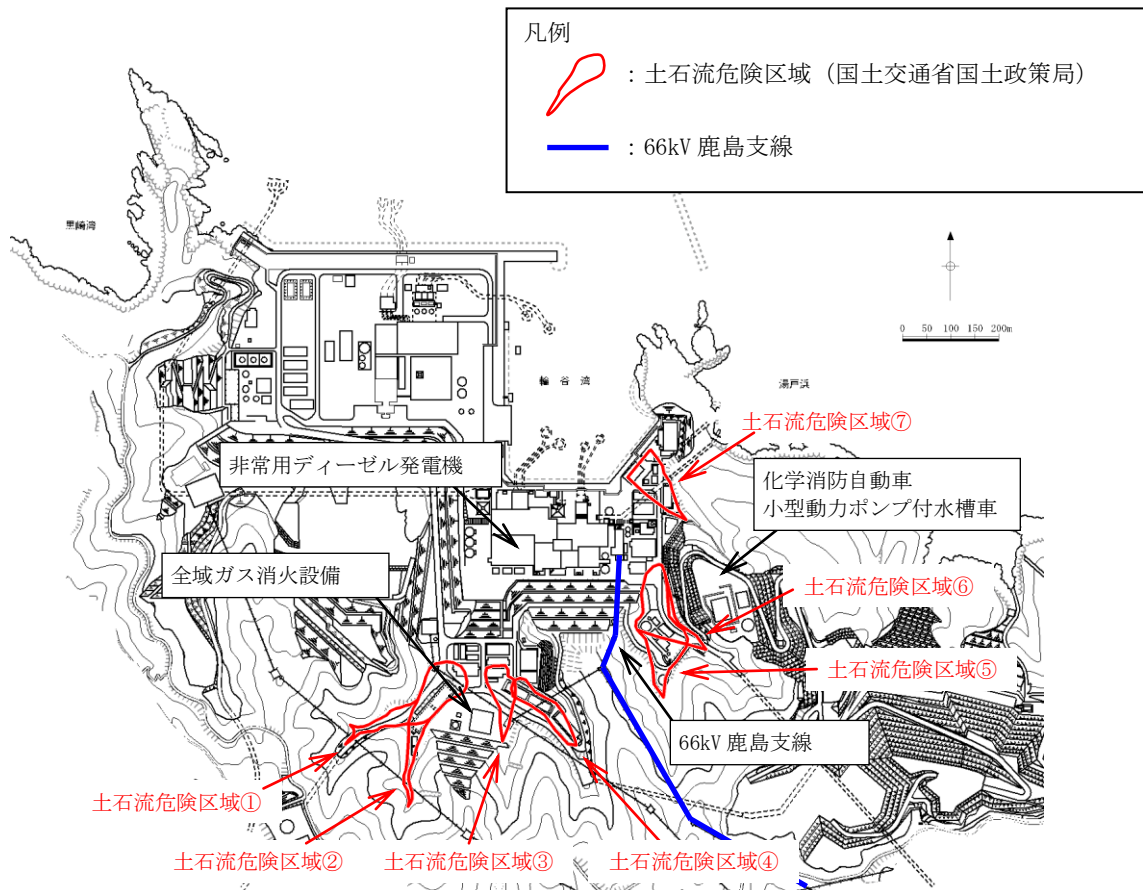 凡例
：土石流危険区域（国土交通省国土政策局）
：66kV 鹿島支線
黒崎湾
0 50 100 150 200m
輪谷湾
湯戸浜
土石流危険区域⑦
非常用ディーゼル発電機
化学消防自動車
小型動力ポンプ付水槽車
全域ガス消火設備
土石流危険区域⑥
土石流危険区域⑤
66kV 鹿島支線
土石流危険区域①
土石流危険区域②
土石流危険区域③
土石流危険区域④